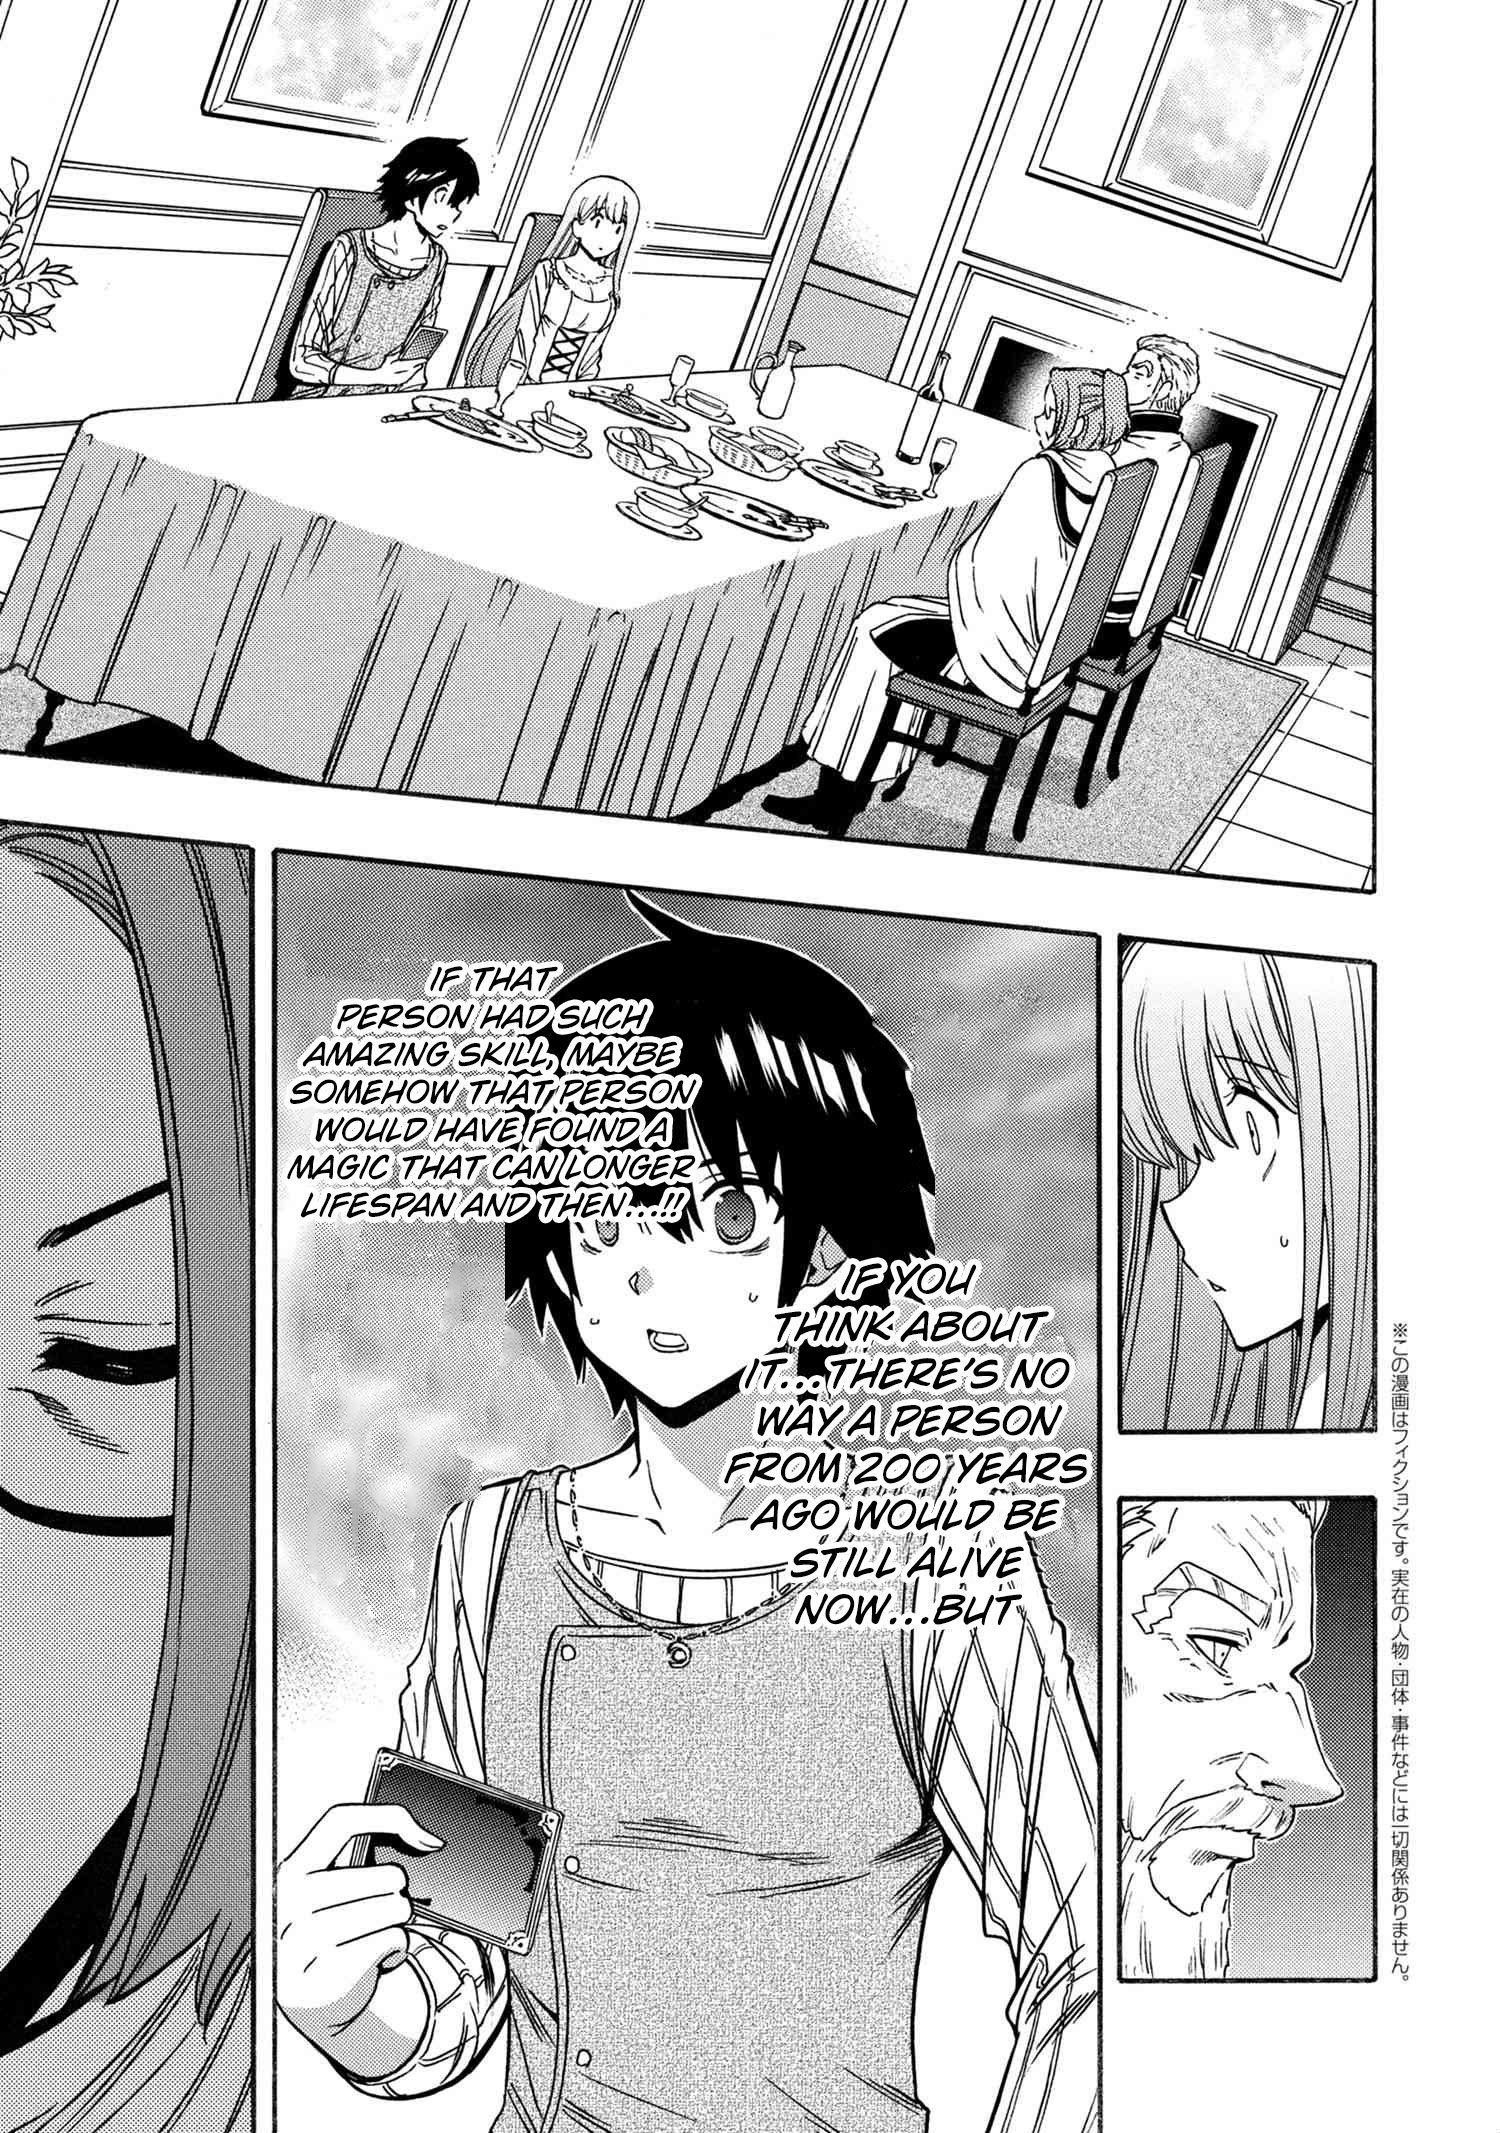 IF YOU
THINK ABOUT
IT...THERE'S NO
WAY A PERSON
FROM 200 YEARS
AGO WOULD BE
STILL ALIVE
NOW...BUT
IF THAT
PERSON HAD SUCH
AMAZING SKILL, MAYBE
SOMEHOW THAT PERSON
WOULD HAVE FOUND A
MAGIC THAT CAN LONGER
LIFESPAN AND THEN...!!
※この漫画はフィクションです。実在の人物・団体・事件などには一切関係ありません。